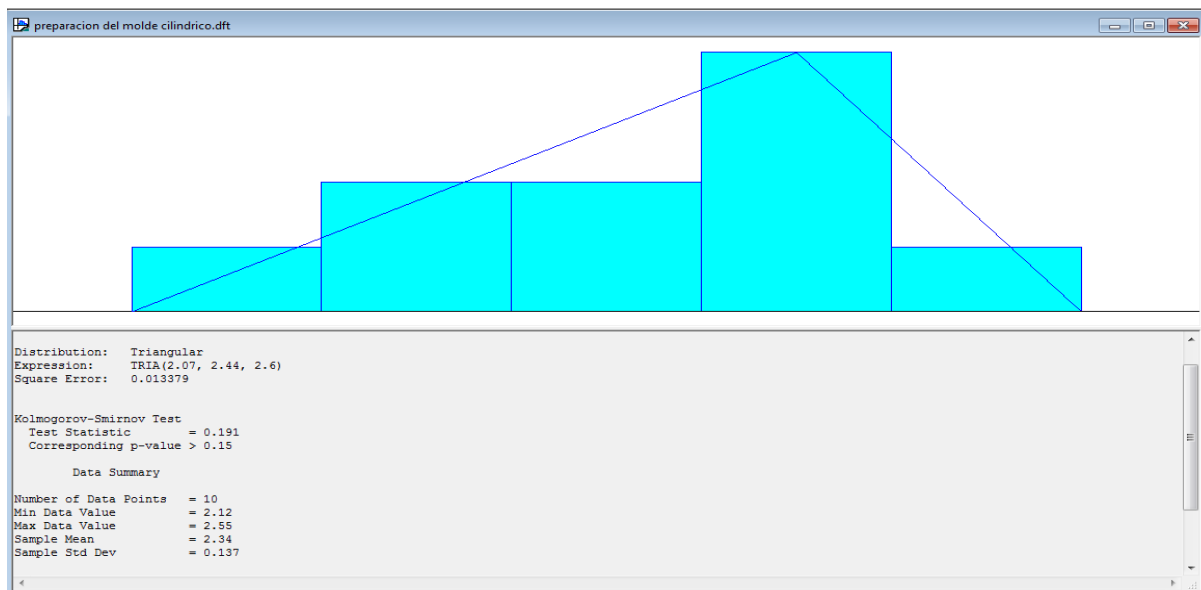 preparacion del molde cilindrico.dft
Distribution: Triangular
Expression: TRIA(2.07, 2.44, 2.6)
Square Error: 0.013379
Kolmogorov-Smirnov Test
Test Statistic = 0.191
Corresponding p-value > 0.15
Data Summary
Number of Data Points = 10
Min Data Value = 2.12
Max Data Value = 2.55
Sample Mean = 2.34
Sample Std Dev = 0.137